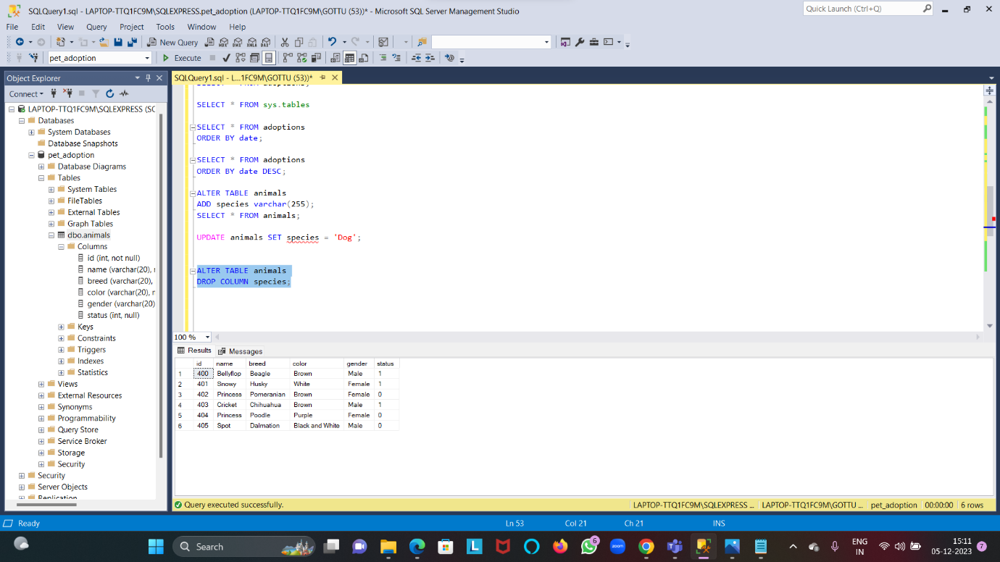 SQLQuery1.sql - LAPTOP-TTQ1FC9M\SQLEXPRESS.pet_adoption (LAPTOP-TTQ1FC9M\GOTTU (53))* - Microsoft SQL Server Management Studio
Quick Launch (Ctrl+Q)
File Edit View Query Project Tools Window Help
New Query
pet_adoption
Execute
Object Explorer
SQLQuery1.sql - L...1FC9M\GOTTU (53))*
Connect
LAPTOP-TTQ1FC9M\SQLEXPRESS (SC
Databases
System Databases
Database Snapshots
pet_adoption
Database Diagrams
Tables
System Tables
FileTables
External Tables
Graph Tables
dbo.animals
Columns
id (int, not null)
name (varchar(20), r
breed (varchar(20),
color (varchar(20), n
gender (varchar(20)
status (int, null)
Keys
Constraints
Triggers
Indexes
Statistics
Views
External Resources
Synonyms
Programmability
Query Store
Service Broker
Storage
Security
Security
Server Objects
Replication
SELECT * FROM adoptions;
SELECT * FROM sys.tables
SELECT * FROM adoptions
ORDER BY date;
SELECT * FROM adoptions
ORDER BY date DESC;
ALTER TABLE animals
ADD species varchar(255);
SELECT * FROM animals;
UPDATE animals SET species = 'Dog';
ALTER TABLE animals
DROP COLUMN species;
100 %
Results Messages
id name breed color gender status
1 400 Bellyflop Beagle Brown Male 1
2 401 Snowy Husky White Female 1
3 402 Princess Pomeranian Brown Female 0
4 403 Cricket Chihuahua Brown Male 1
5 404 Princess Poodle Purple Female 0
6 405 Spot Dalmation Black and White Male 0
Query executed successfully. LAPTOP-TTQ1FC9M\SQLEXPRESS ... LAPTOP-TTQ1FC9M\GOTTU ... pet_adoption 00:00:00 6 rows
Ready Ln 53 Col 21 Ch 21 INS
Search
L
6
zoom
T
ENG
IN
15:11
05-12-2023
7